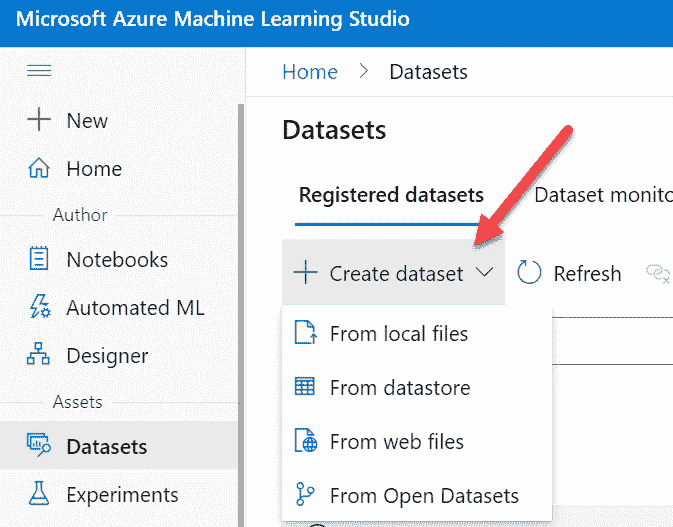 Microsoft Azure Machine Learning Studio
Home > Datasets
New
Home
Author
Notebooks
Automated ML
Designer
Assets
Datasets
Experiments
Datasets
Registered datasets Dataset monito
Create dataset Refresh
From local files
From datastore
From web files
From Open Datasets